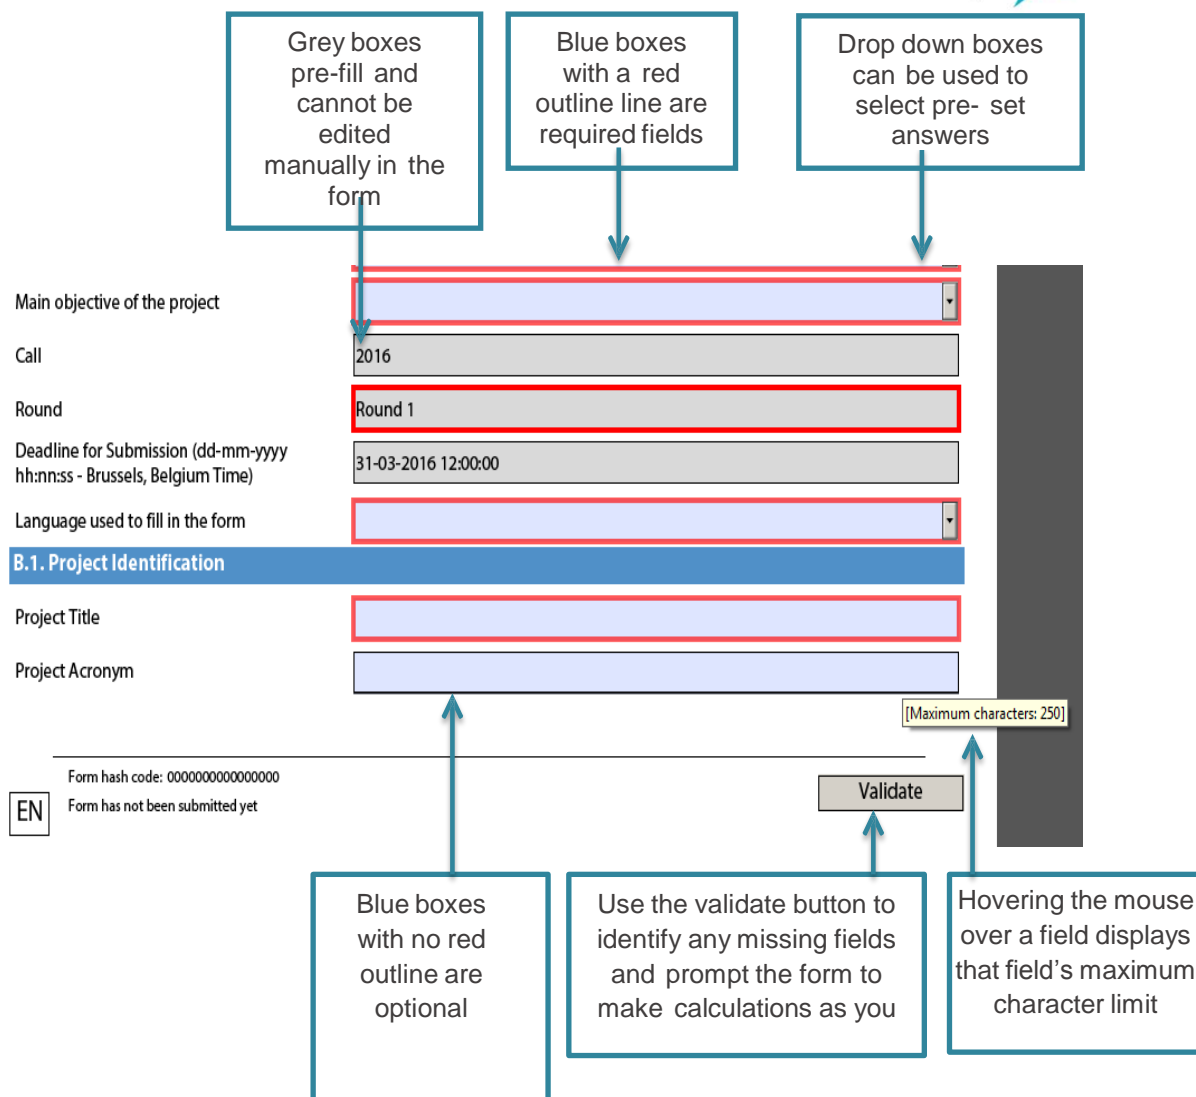 Grey boxes
pre-fill and
cannot be
edited
manually in the
form
Blue boxes
with a red
outline line are
required fields
Drop down boxes
can be used to
select pre- set
answers
Main objective of the project
Call
2016
Round
Round 1
Deadline for Submission (dd-mm-yyyy
hh:nn:ss - Brussels, Belgium Time)
31-03-2016 12:00:00
Language used to fill in the form
B.1. Project Identification
Project Title
Project Acronym
[Maximum characters: 250]
Form hash code: 0000000000000000
EN
Form has not been submitted yet
Validate
Blue boxes
with no red
outline are
optional
Use the validate button to
identify any missing fields
and prompt the form to
make calculations as you
Hovering the mouse
over a field displays
that field’s maximum
character limit